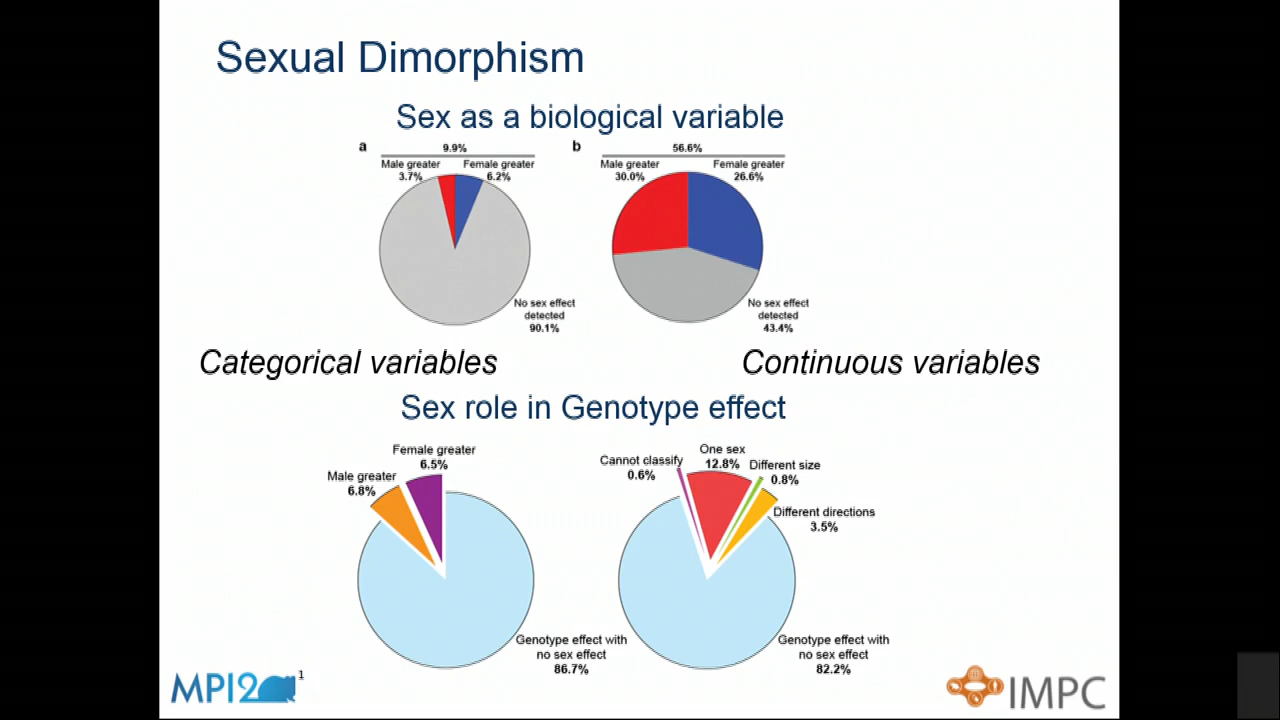 Sexual Dimorphism
Sex as a biological variable
a
9.9%
Male greater
3.7%
Female greater
6.2%
No sex effect
detected
90.1%
b
56.6%
Male greater
30.0%
Female greater
26.6%
No sex effect
detected
43.4%
Categorical variables
Continuous variables
Sex role in Genotype effect
Female greater
6.5%
Male greater
6.8%
Genotype effect with
no sex effect
86.7%
Cannot classify
0.6%
One sex
12.8%
Different size
0.8%
Different directions
3.5%
Genotype effect with
no sex effect
82.2%
MPI2
1
IMPC